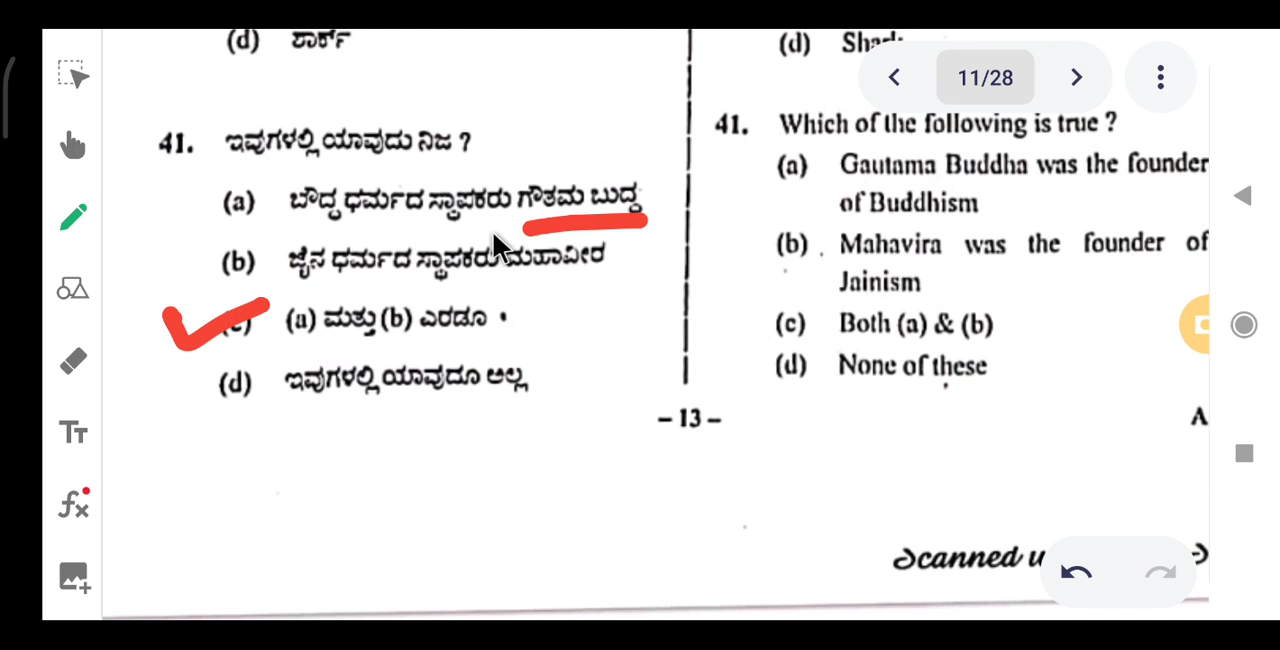 (d) ಶಾರ್ಕ್
(d)
11/28
41. ಇವುಗಳಲ್ಲಿ ಯಾವುದು ನಿಜ ?
(a) ಬೌದ್ಧ ಧರ್ಮದ ಸ್ಥಾಪಕರು ಗೌತಮ ಬುದ್ಧ
(b) ಜೈನ ಧರ್ಮದ ಸ್ಥಾಪಕರು ಮಹಾವೀರ
(c) (a) ಮತ್ತು (b) ಎರಡೂ
(d) ಇವುಗಳಲ್ಲಿ ಯಾವುದೂ ಅಲ್ಲ
41. Which of the following is true ?
(a) Gautama Buddha was the founder
of Buddhism
(b) Mahavira was the founder of
Jainism
(c) Both (a) & (b)
(d) None of these
– 13 –
A
Scanned
Tт
fx